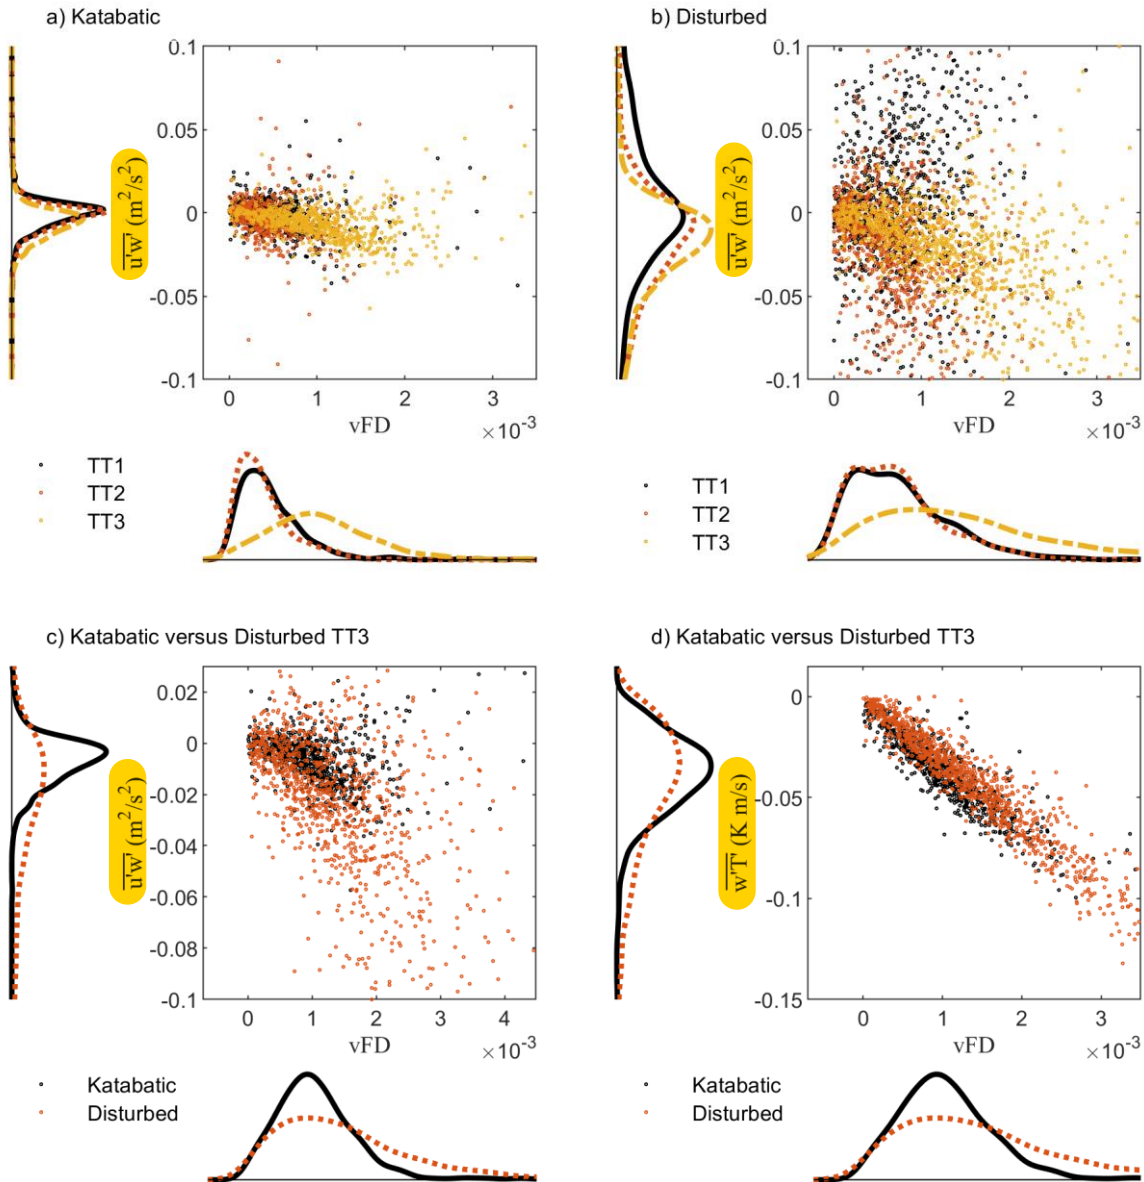 a) Katabatic
b) Disturbed
0.1
0.05
0
-0.05
-0.1
u'w' (m²/s²)
0 1 2 3
vFD
×10⁻³
0.1
0.05
0
-0.05
-0.1
u'w' (m²/s²)
0 1 2 3
vFD
×10⁻³
TT1
TT2
TT3
TT1
TT2
TT3
c) Katabatic versus Disturbed TT3
d) Katabatic versus Disturbed TT3
0.02
0
-0.02
-0.04
-0.06
-0.08
-0.1
u'w' (m²/s²)
0 1 2 3 4
vFD
×10⁻³
0
-0.05
-0.1
-0.15
w'T' (K m/s)
0 1 2 3
vFD
×10⁻³
Katabatic
Disturbed
Katabatic
Disturbed